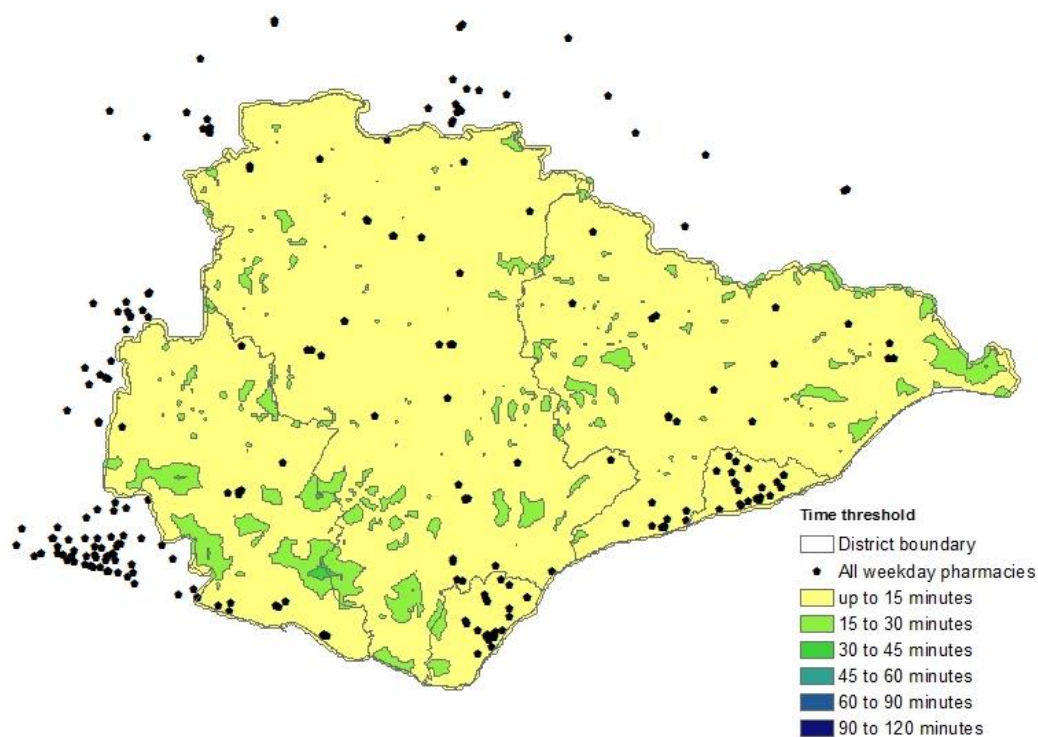 Time threshold
District boundary
All weekday pharmacies
up to 15 minutes
15 to 30 minutes
30 to 45 minutes
45 to 60 minutes
60 to 90 minutes
90 to 120 minutes